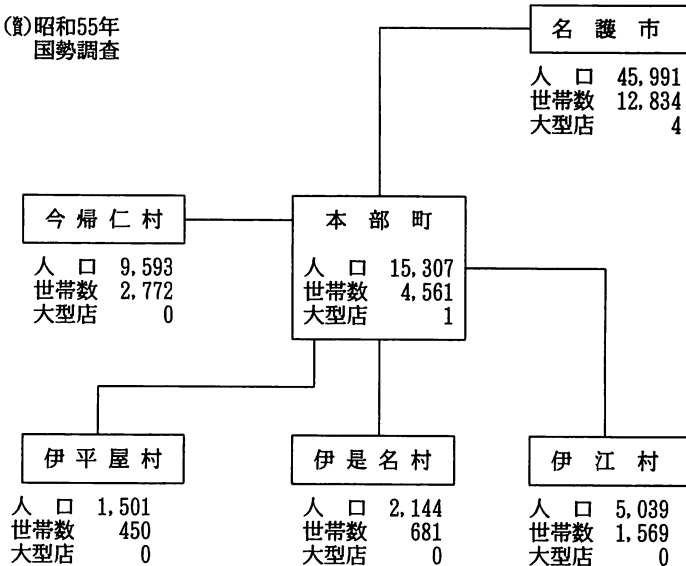 (資)昭和55年
国勢調査
名護市
人口 45,991
世帯数 12,834
大型店 4
今帰仁村
人口 9,593
世帯数 2,772
大型店 0
本部町
人口 15,307
世帯数 4,561
大型店 1
伊平屋村
人口 1,501
世帯数 450
大型店 0
伊是名村
人口 2,144
世帯数 681
大型店 0
伊江村
人口 5,039
世帯数 1,569
大型店 0